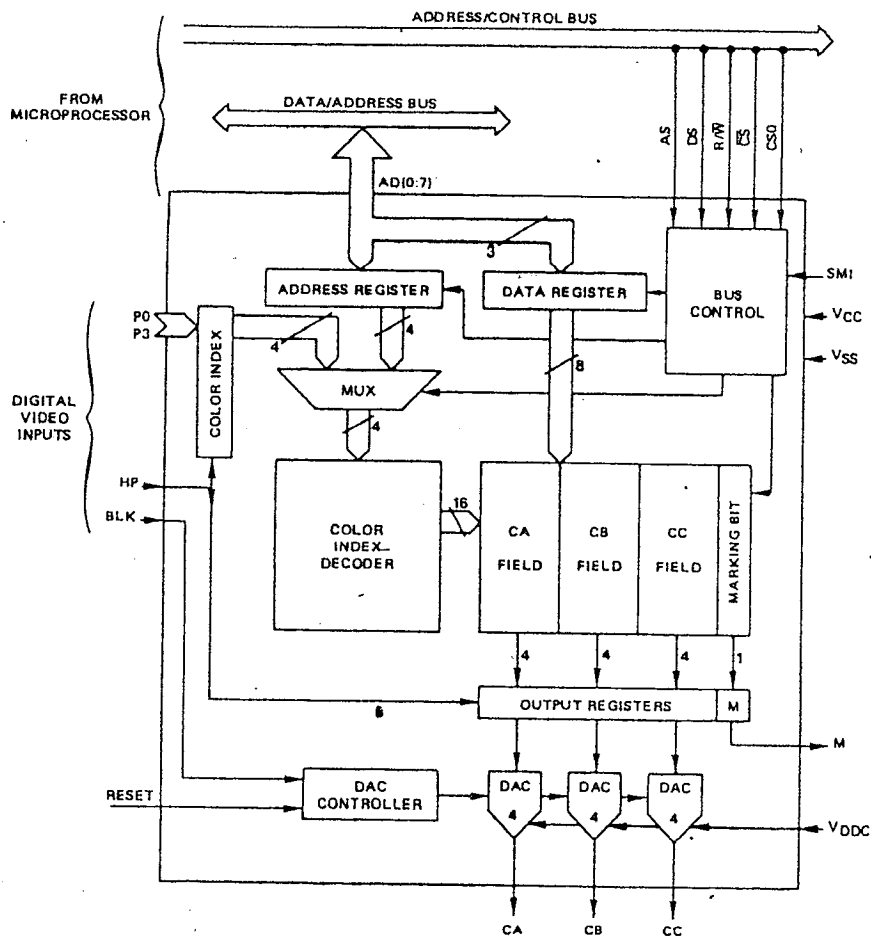 ADDRESS/CONTROL BUS
FROM
MICROPROCESSOR
DATA/ADDRESS BUS
AS
DS
R/W̅
C̅S̅
CS0
AD(0:7)
3
ADDRESS REGISTER
DATA REGISTER
BUS
CONTROL
SMI
VCC
VSS
P0
P3
COLOR INDEX
4
4
8
MUX
DIGITAL
VIDEO
INPUTS
4
HP
BLK
COLOR
INDEX
DECODER
16
CA
FIELD
CB
FIELD
CC
FIELD
MARKING BIT
4
4
4
1
OUTPUT REGISTERS
M
M
RESET
DAC
CONTROLLER
DAC
4
DAC
4
DAC
4
VDDC
CA
CB
CC